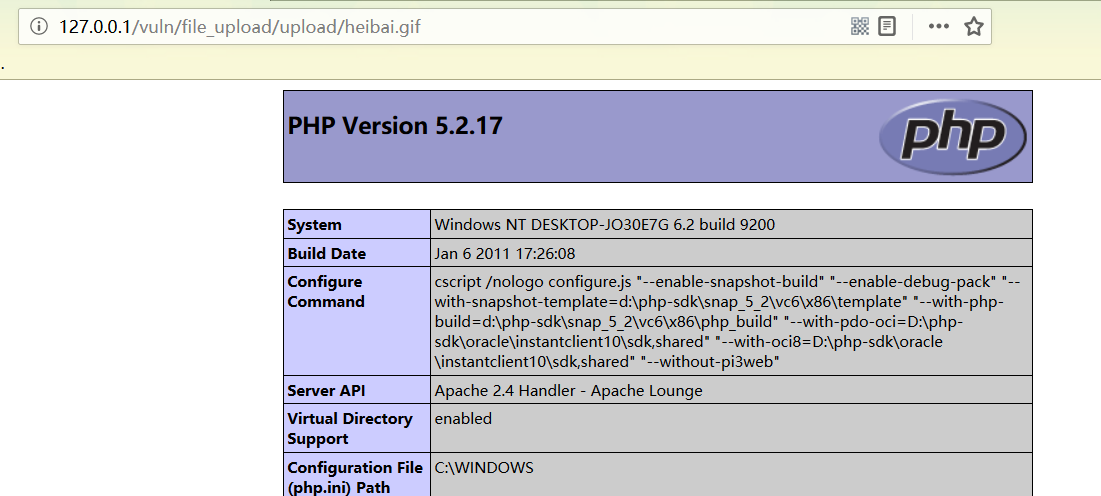 127.0.0.1/vuln/file_upload/upload/heibai.gif
.
PHP Version 5.2.17
php
System Windows NT DESKTOP-JO30E7G 6.2 build 9200
Build Date Jan 6 2011 17:26:08
Configure Command cscript /nologo configure.js "--enable-snapshot-build" "--enable-debug-pack" "--
with-snapshot-template=d:\php-sdk\snap_5_2\vc6\x86\template" "--with-php-
build=d:\php-sdk\snap_5_2\vc6\x86\php_build" "--with-pdo-oci=D:\php-
sdk\oracle\instantclient10\sdk,shared" "--with-oci8=D:\php-sdk\oracle
\instantclient10\sdk,shared" "--without-pi3web"
Server API Apache 2.4 Handler - Apache Lounge
Virtual Directory Support enabled
Configuration File (php.ini) Path C:\WINDOWS